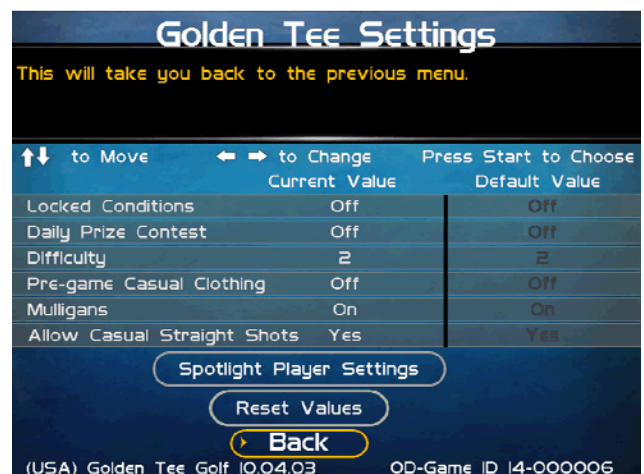 Golden Tee Settings
This will take you back to the previous menu.
to Move to Change Press Start to Choose
Current Value Default Value
Locked Conditions Off Off
Daily Prize Contest Off Off
Difficulty 2 2
Pre-game Casual Clothing Off Off
Mulligans On On
Allow Casual Straight Shots Yes Yes
Spotlight Player Settings
Reset Values
Back
(USA) Golden Tee Golf 10.04.03 OD-Game ID 14-000006